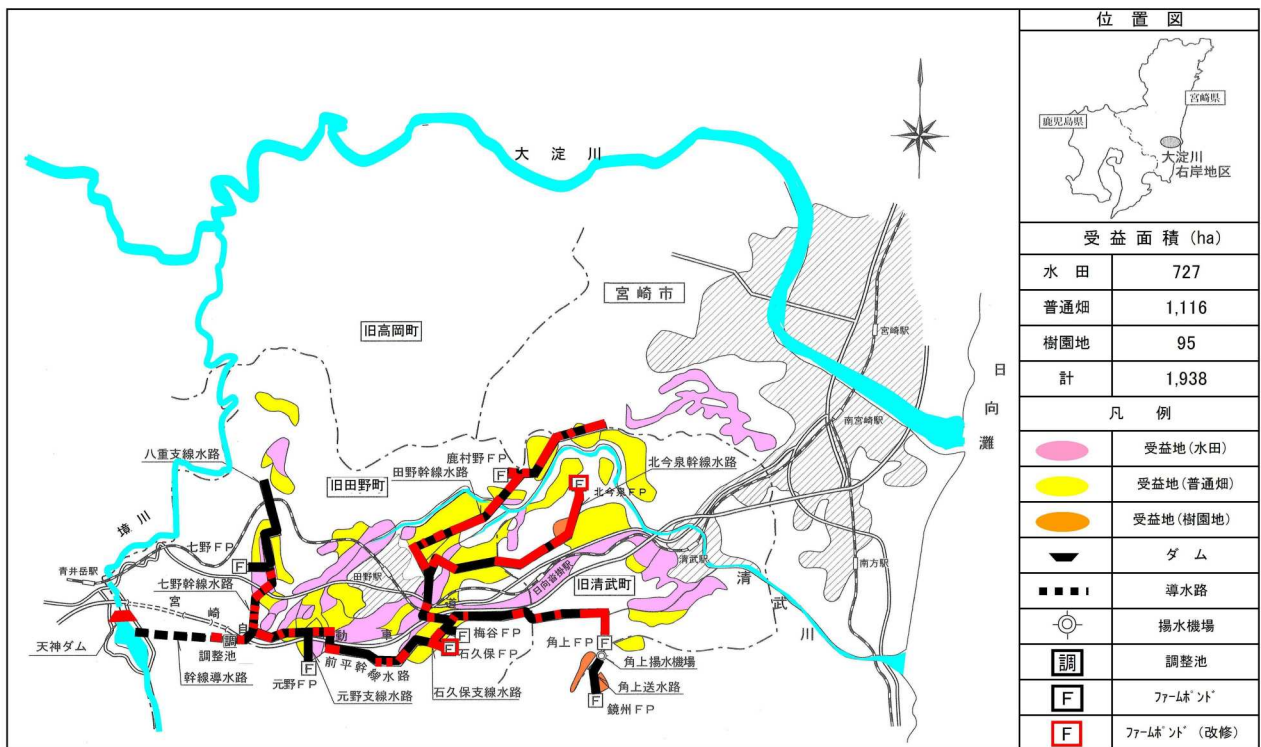 位置図
宮崎県
鹿児島県
大淀川
右岸地区
受益面積(ha)
水田 727
普通畑 1,116
樹園地 95
計 1,938
凡例
受益地(水田)
受益地(普通畑)
受益地(樹園地)
ダム
導水路
揚水機場
調 調整池
F ファームポンド
F ファームポンド(改修)
大淀川
宮崎市
旧高岡町
宮崎駅
日向灘
南宮崎駅
八重支線水路
鹿村野FP
田野幹線水路
北今泉幹線水路
旧田野町
F
F
北今泉FP
境川
七野FP
F
青井岳駅
田野駅
日向沓掛駅
清武駅
南方駅
七野幹線水路
旧清武町
清武川
宮崎自動車道
天神ダム
調
調整池
幹線導水路
F
元野FP
元野支線水路
前平幹線水路
F
梅谷FP
F
石久保FP
石久保支線水路
角上FP
F
角上揚水機場
角上送水路
F
鏡州FP